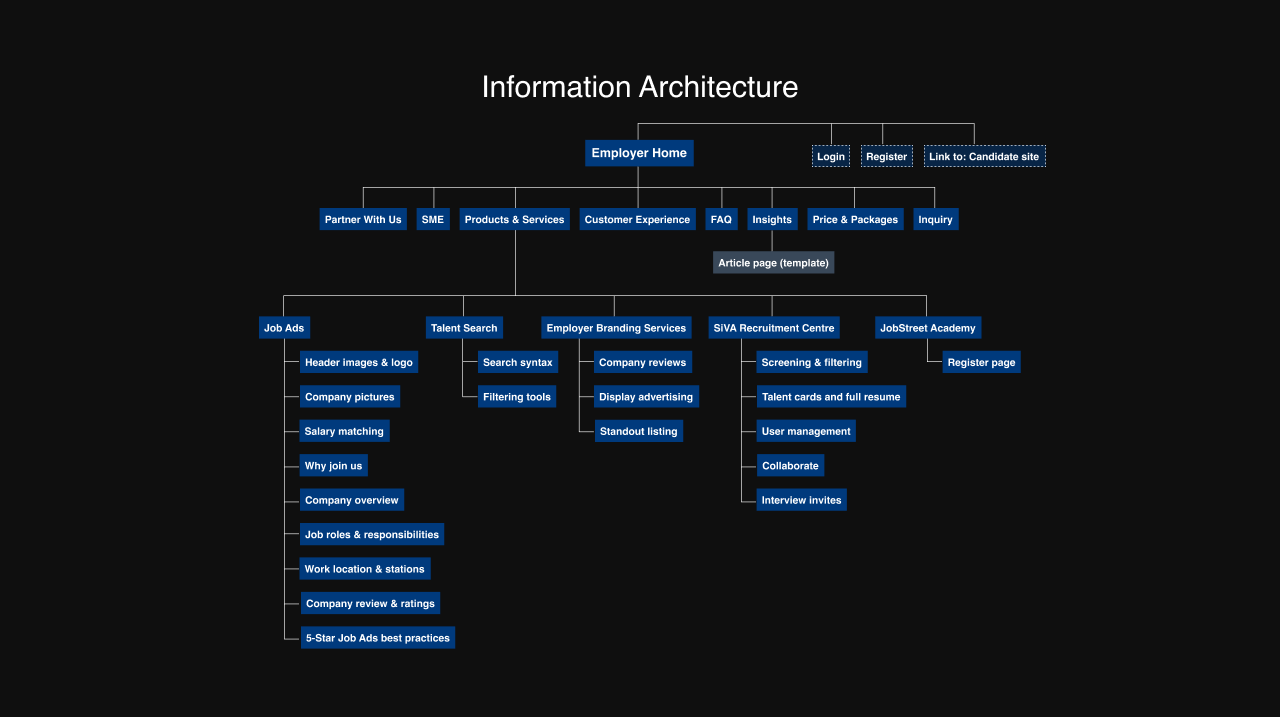 Information Architecture
Employer Home
Login
Register
Link to: Candidate site
Partner With Us
SME
Products & Services
Customer Experience
FAQ
Insights
Price & Packages
Inquiry
Article page (template)
Job Ads
Talent Search
Employer Branding Services
SiVA Recruitment Centre
JobStreet Academy
Header images & logo
Company pictures
Salary matching
Why join us
Company overview
Job roles & responsibilities
Work location & stations
Company review & ratings
5-Star Job Ads best practices
Search syntax
Filtering tools
Company reviews
Display advertising
Standout listing
Screening & filtering
Talent cards and full resume
User management
Collaborate
Interview invites
Register page